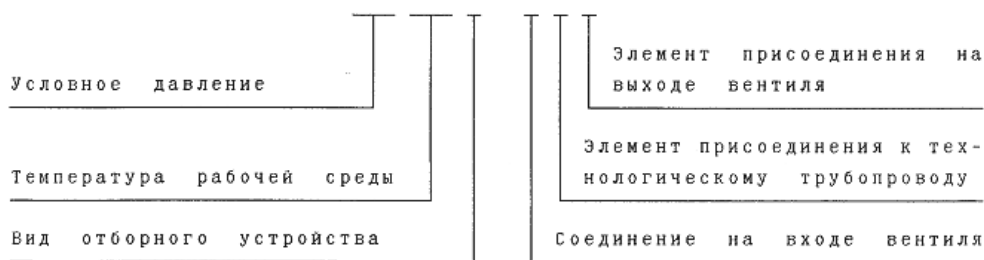 Элемент присоединения на
Условное давление
выходе вентиля
Элемент присоединения к тех-
Температура рабочей среды
нологическому трубопроводу
Вид отборного устройства
Соединение на входе вентиля